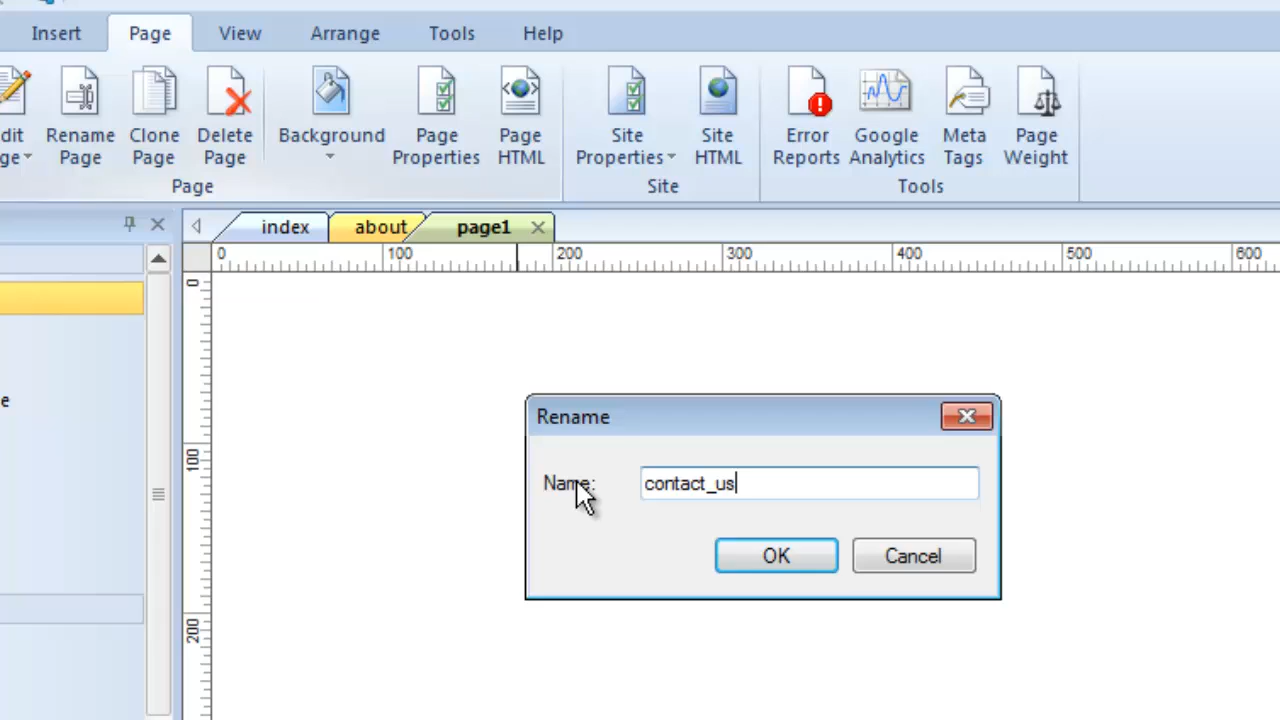 Insert Page View Arrange Tools Help
dit Rename Clone Delete Background Page Page Site Site Error Google Meta Page
ge Page Page Page Properties HTML Properties HTML Reports Analytics Tags Weight
Page Site Tools
index about page1
0 100 200 300 400 500 600
0
e
Rename
100
Name: contact_us
OK Cancel
200